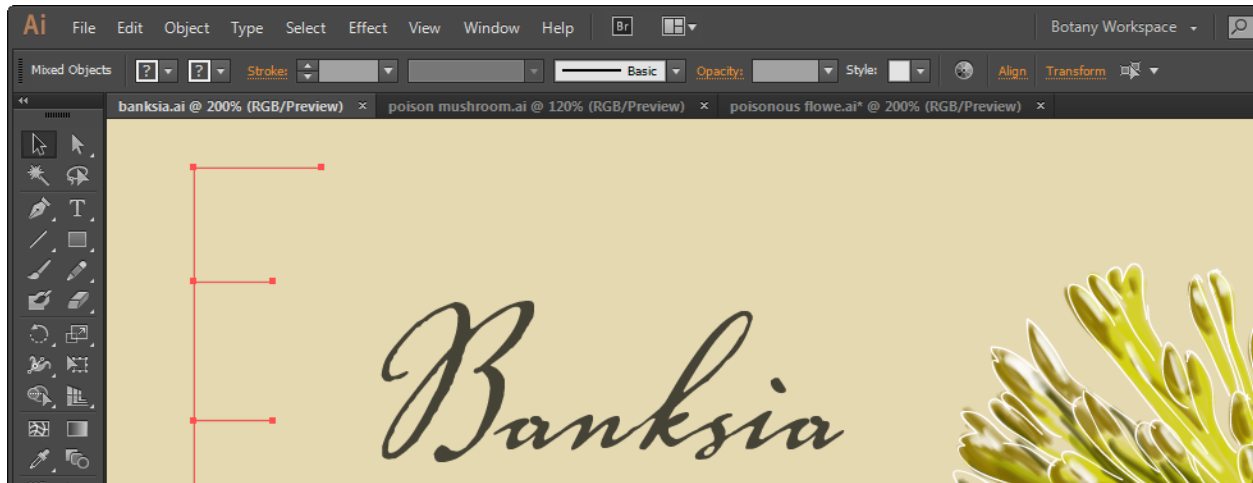 Ai File Edit Object Type Select Effect View Window Help Br Botany Workspace
Mixed Objects ? ? Stroke: Basic Opacity: Style: Align Transform
banksia.ai @ 200% (RGB/Preview) × poison mushroom.ai @ 120% (RGB/Preview) × poisonous flowe.ai* @ 200% (RGB/Preview) ×
T
Banksia